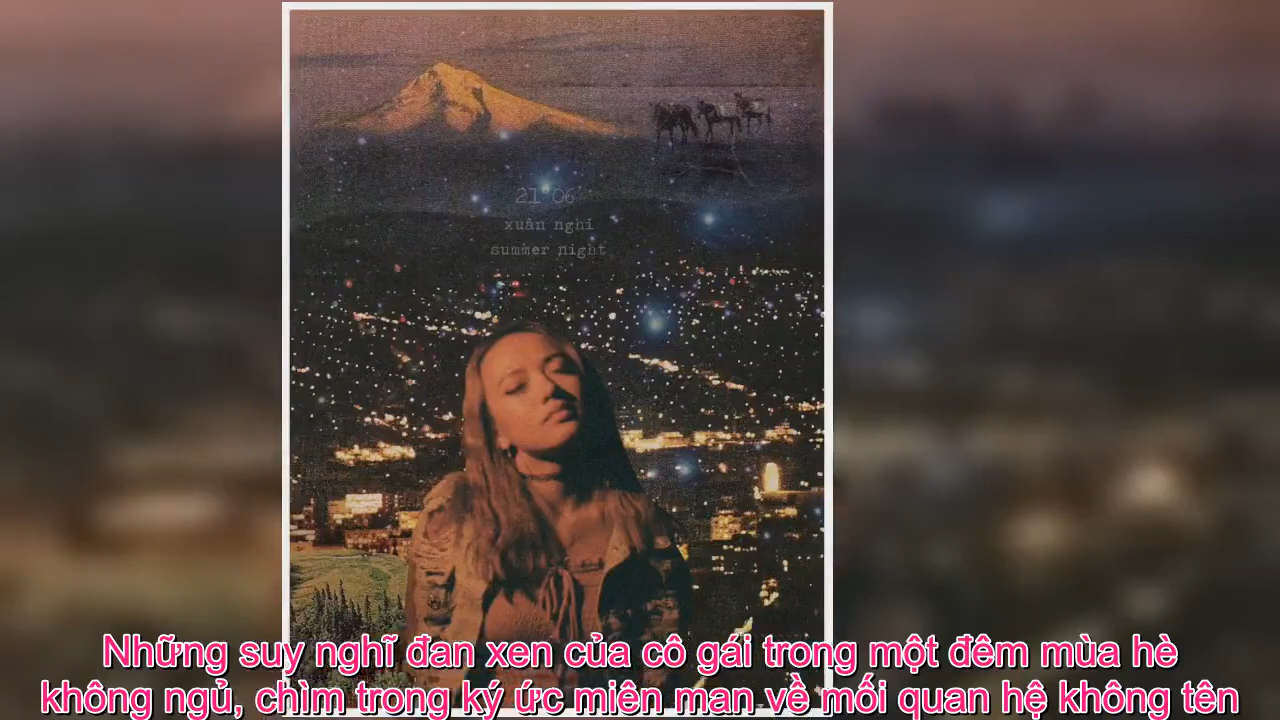 21°06
xuân nghi
summer night
Những suy nghĩ đan xen của cô gái trong một đêm mùa hè
không ngủ, chìm trong ký ức miên man về mối quan hệ không tên